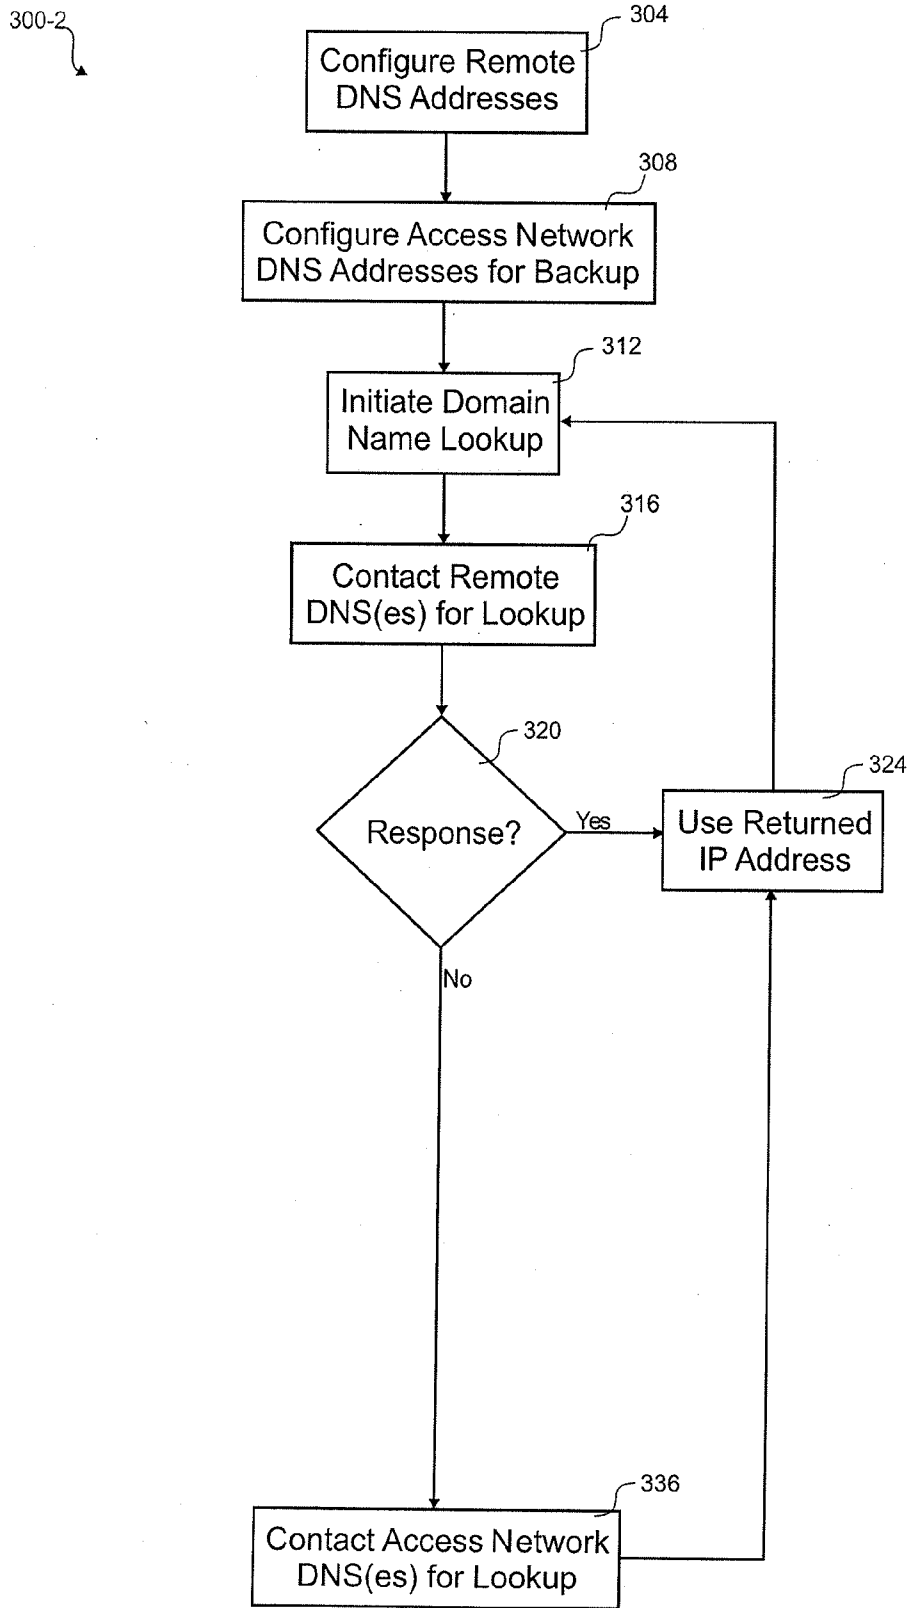 300-2
304
Configure Remote
DNS Addresses
308
Configure Access Network
DNS Addresses for Backup
312
Initiate Domain
Name Lookup
316
Contact Remote
DNS(es) for Lookup
320
Response?
Yes
324
Use Returned
IP Address
No
336
Contact Access Network
DNS(es) for Lookup